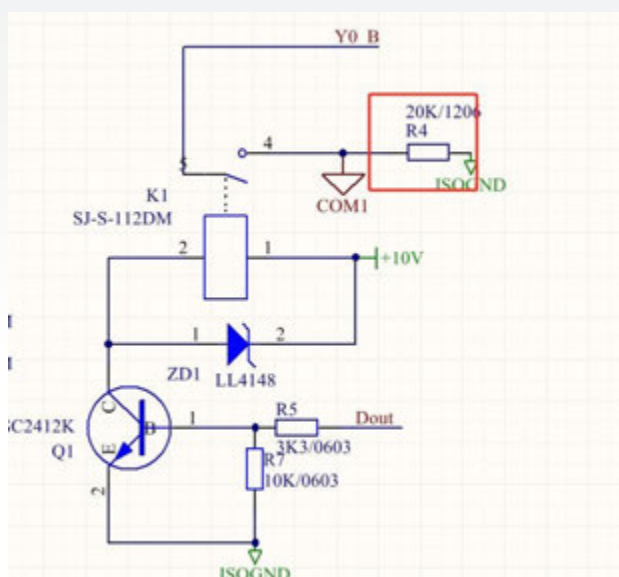 Y0_B
20K/1206
R4
4
5
ISOGND
COM1
K1
SJ-S-112DM
2
1
+10V
1
2
ZD1
LL4148
C
SC2412K
B
1
R5
Dout
3K3/0603
Q1
E
R7
10K/0603
2
ISOGND